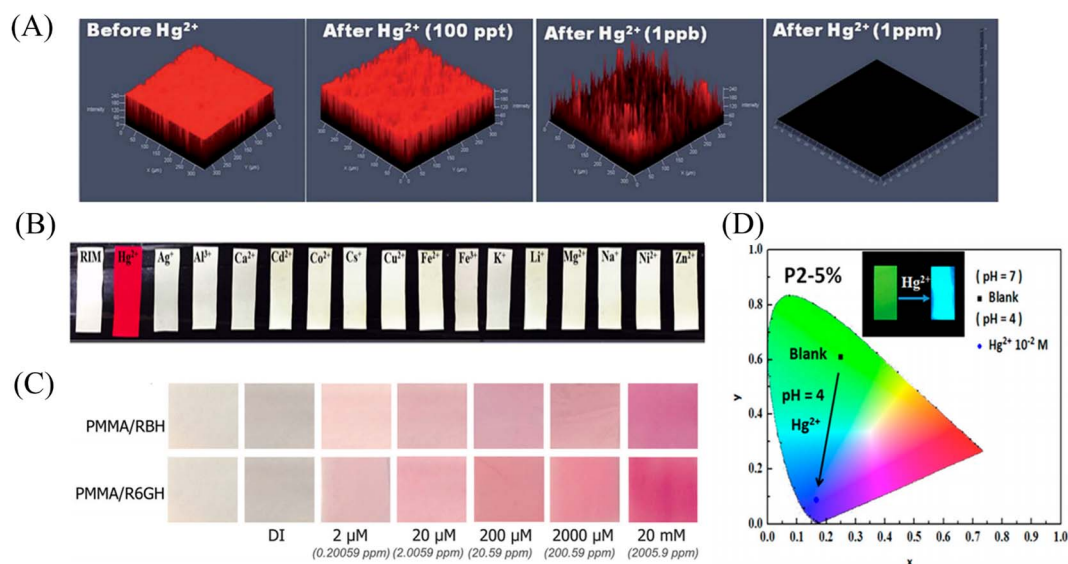 (A)
Before Hg²⁺
After Hg²⁺ (100 ppt)
After Hg²⁺ (1ppb)
After Hg²⁺ (1ppm)
(B)
RIM Hg²⁺ Ag⁺ Al³⁺ Ca²⁺ Cd²⁺ Co²⁺ Cs⁺ Cu²⁺ Fe²⁺ Fe³⁺ K⁺ Li⁺ Mg²⁺ Na⁺ Ni²⁺ Zn²⁺
(C)
PMMA/RBH
PMMA/R6GH
DI 2 µM 20 µM 200 µM 2000 µM 20 mM
(0.20059 ppm) (2.0059 ppm) (20.59 ppm) (200.59 ppm) (2005.9 ppm)
(D)
P2-5%
Hg²⁺
( pH = 7 )
Blank
( pH = 4 )
Hg²⁺ 10⁻² M
Blank
pH = 4
Hg²⁺
y
1.0
0.8
0.6
0.4
0.2
0.0
0.0 0.1 0.2 0.3 0.4 0.5 0.6 0.7 0.8 0.9 1.0
x